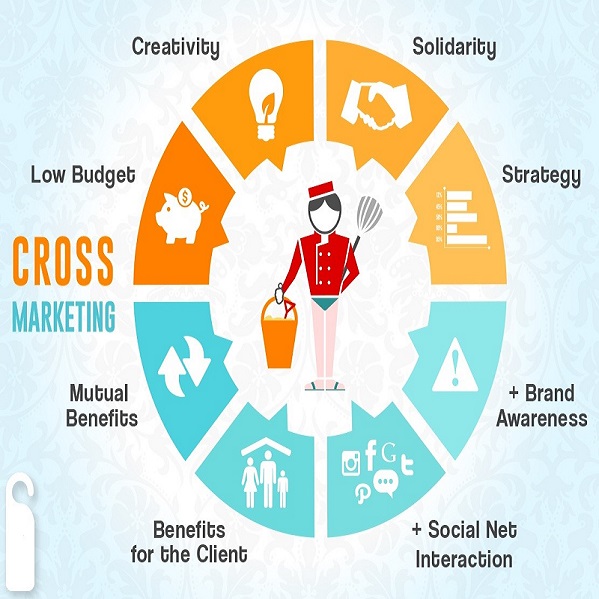 Creativity
Solidarity
Low Budget
$
Strategy
CROSS
MARKETING
Mutual
Benefits
+ Brand
Awareness
Benefits
for the Client
+ Social Net
Interaction